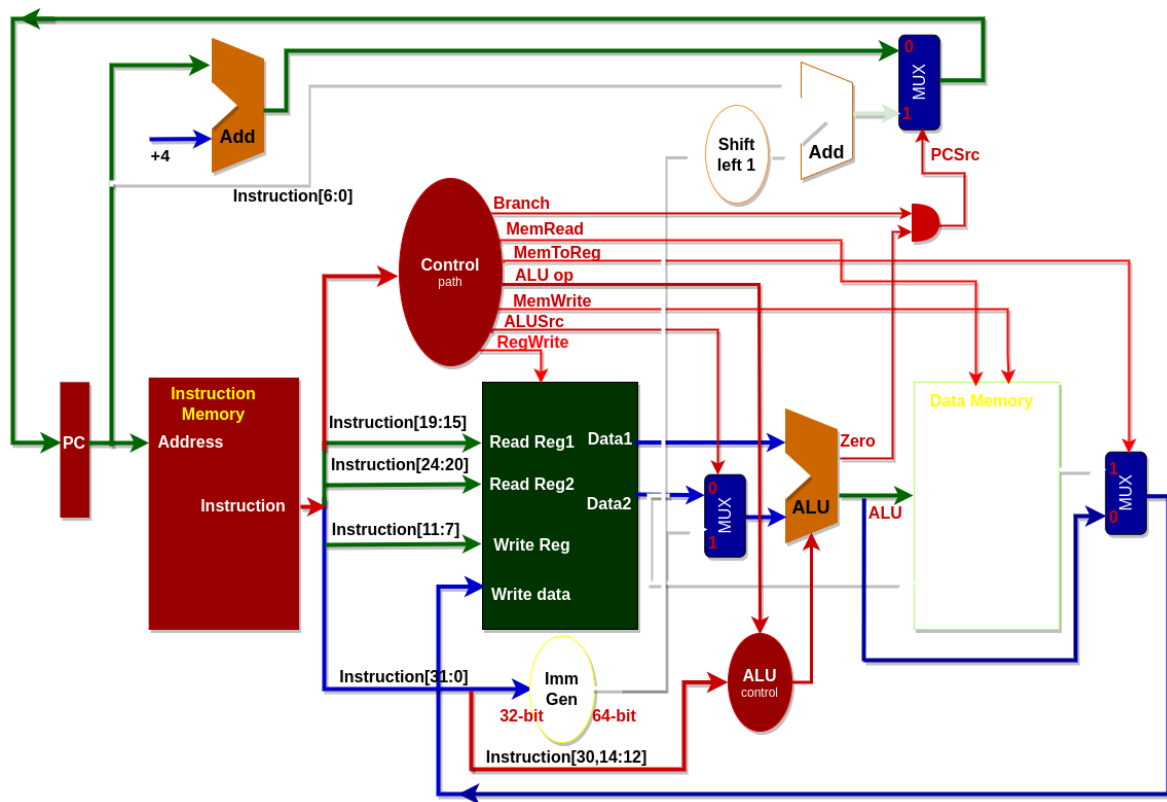 0
MUX
1
Add
+4
Shift
left 1
Add
PCSrc
Instruction[6:0]
Branch
MemRead
MemToReg
ALU op
MemWrite
ALUSrc
RegWrite
Control
path
PC
Instruction
Memory
Address
Instruction
Instruction[19:15]
Instruction[24:20]
Instruction[11:7]
Instruction[31:0]
Instruction[30,14:12]
Read Reg1
Data1
Read Reg2
Data2
Write Reg
Write data
0
MUX
1
Zero
ALU
ALU
Data Memory
1
MUX
0
Imm
Gen
32-bit
64-bit
ALU
control